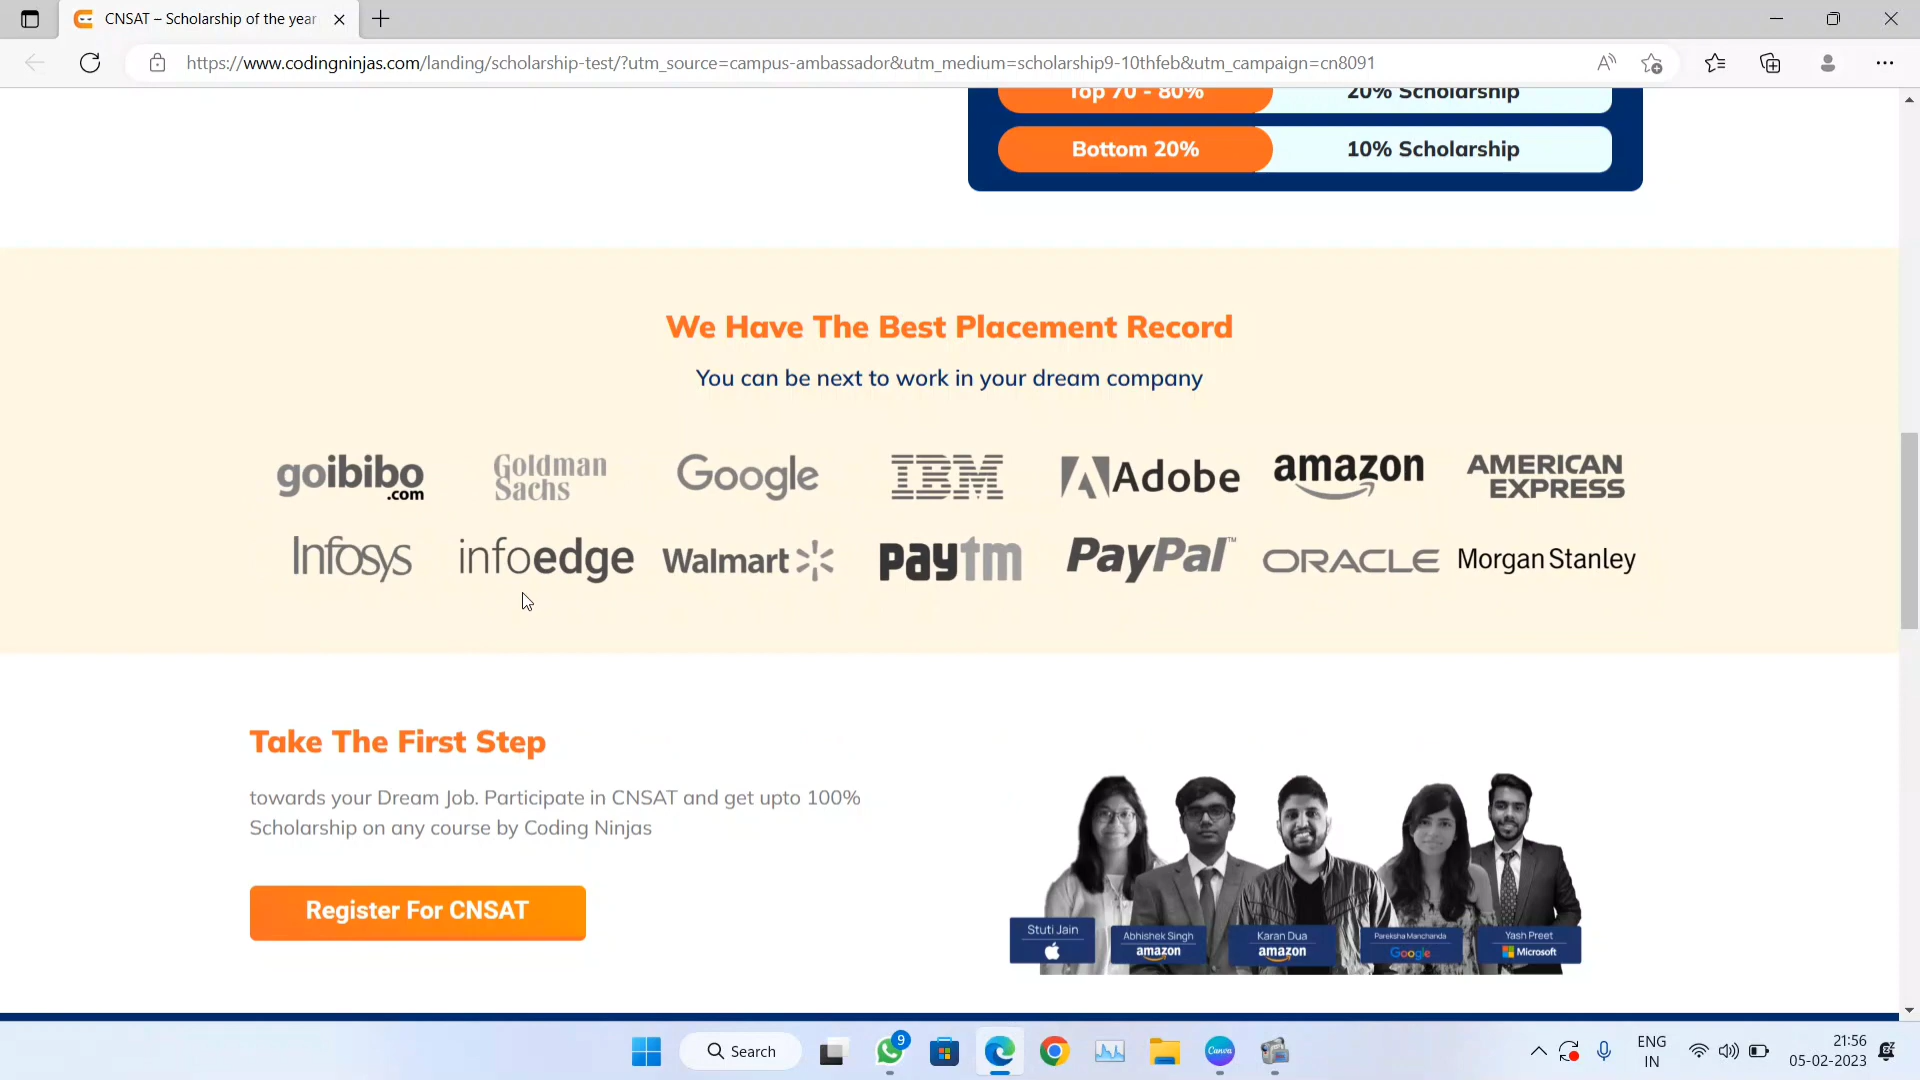 CNSAT – Scholarship of the year
https://www.codingninjas.com/landing/scholarship-test/?utm_source=campus-ambassador&utm_medium=scholarship9-10thfeb&utm_campaign=cn8091
Top 70 - 80% 20% Scholarship
Bottom 20% 10% Scholarship
We Have The Best Placement Record
You can be next to work in your dream company
goibibo.com Goldman Sachs Google IBM Adobe amazon AMERICAN EXPRESS
Infosys infoedge Walmart paytm PayPal™ ORACLE Morgan Stanley
Take The First Step
towards your Dream Job. Participate in CNSAT and get upto 100%
Scholarship on any course by Coding Ninjas
Register For CNSAT
Stuti Jain
Abhishek Singh
amazon
Karan Dua
amazon
Pareksha Manchanda
Google
Yash Preet
Microsoft
Search
9
Canva
ENG
IN
21:56
05-02-2023